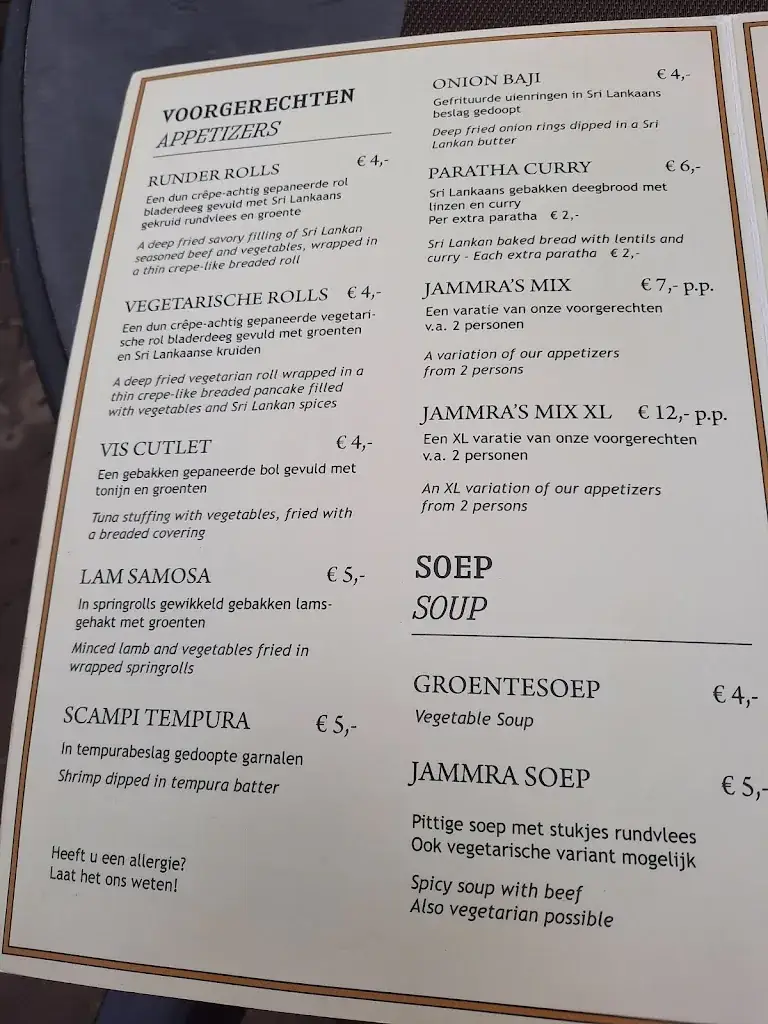 VOORGERECHTEN
APPETIZERS
RUNDER ROLLS € 4,-
Een dun crêpe-achtig gepaneerde rol
bladerdeeg gevuld met Sri Lankaans
gekruid rundvlees en groente
A deep fried savory filling of Sri Lankan
seasoned beef and vegetables, wrapped in
a thin crepe-like breaded roll
VEGETARISCHE ROLLS € 4,-
Een dun crêpe-achtig gepaneerde vegetari-
sche rol bladerdeeg gevuld met groenten
en Sri Lankaanse kruiden
A deep fried vegetarian roll wrapped in a
thin crepe-like breaded pancake filled
with vegetables and Sri Lankan spices
VIS CUTLET € 4,-
Een gebakken gepaneerde bol gevuld met
tonijn en groenten
Tuna stuffing with vegetables, fried with
a breaded covering
LAM SAMOSA € 5,-
In springrolls gewikkeld gebakken lams-
gehakt met groenten
Minced lamb and vegetables fried in
wrapped springrolls
SCAMPI TEMPURA € 5,-
In tempurabeslag gedoopte garnalen
Shrimp dipped in tempura batter
Heeft u een allergie?
Laat het ons weten!
ONION BAJI € 4,-
Gefrituurde uienringen in Sri Lankaans
beslag gedoopt
Deep fried onion rings dipped in a Sri
Lankan butter
PARATHA CURRY € 6,-
Sri Lankaans gebakken deegbrood met
linzen en curry
Per extra paratha € 2,-
Sri Lankan baked bread with lentils and
curry - Each extra paratha € 2,-
JAMMRA'S MIX € 7,- p.p.
Een varatie van onze voorgerechten
v.a. 2 personen
A variation of our appetizers
from 2 persons
JAMMRA'S MIX XL € 12,- p.p.
Een XL varatie van onze voorgerechten
v.a. 2 personen
An XL variation of our appetizers
from 2 persons
SOEP
SOUP
GROENTESOEP € 4,-
Vegetable Soup
JAMMRA SOEP € 5,-
Pittige soep met stukjes rundvlees
Ook vegetarische variant mogelijk
Spicy soup with beef
Also vegetarian possible